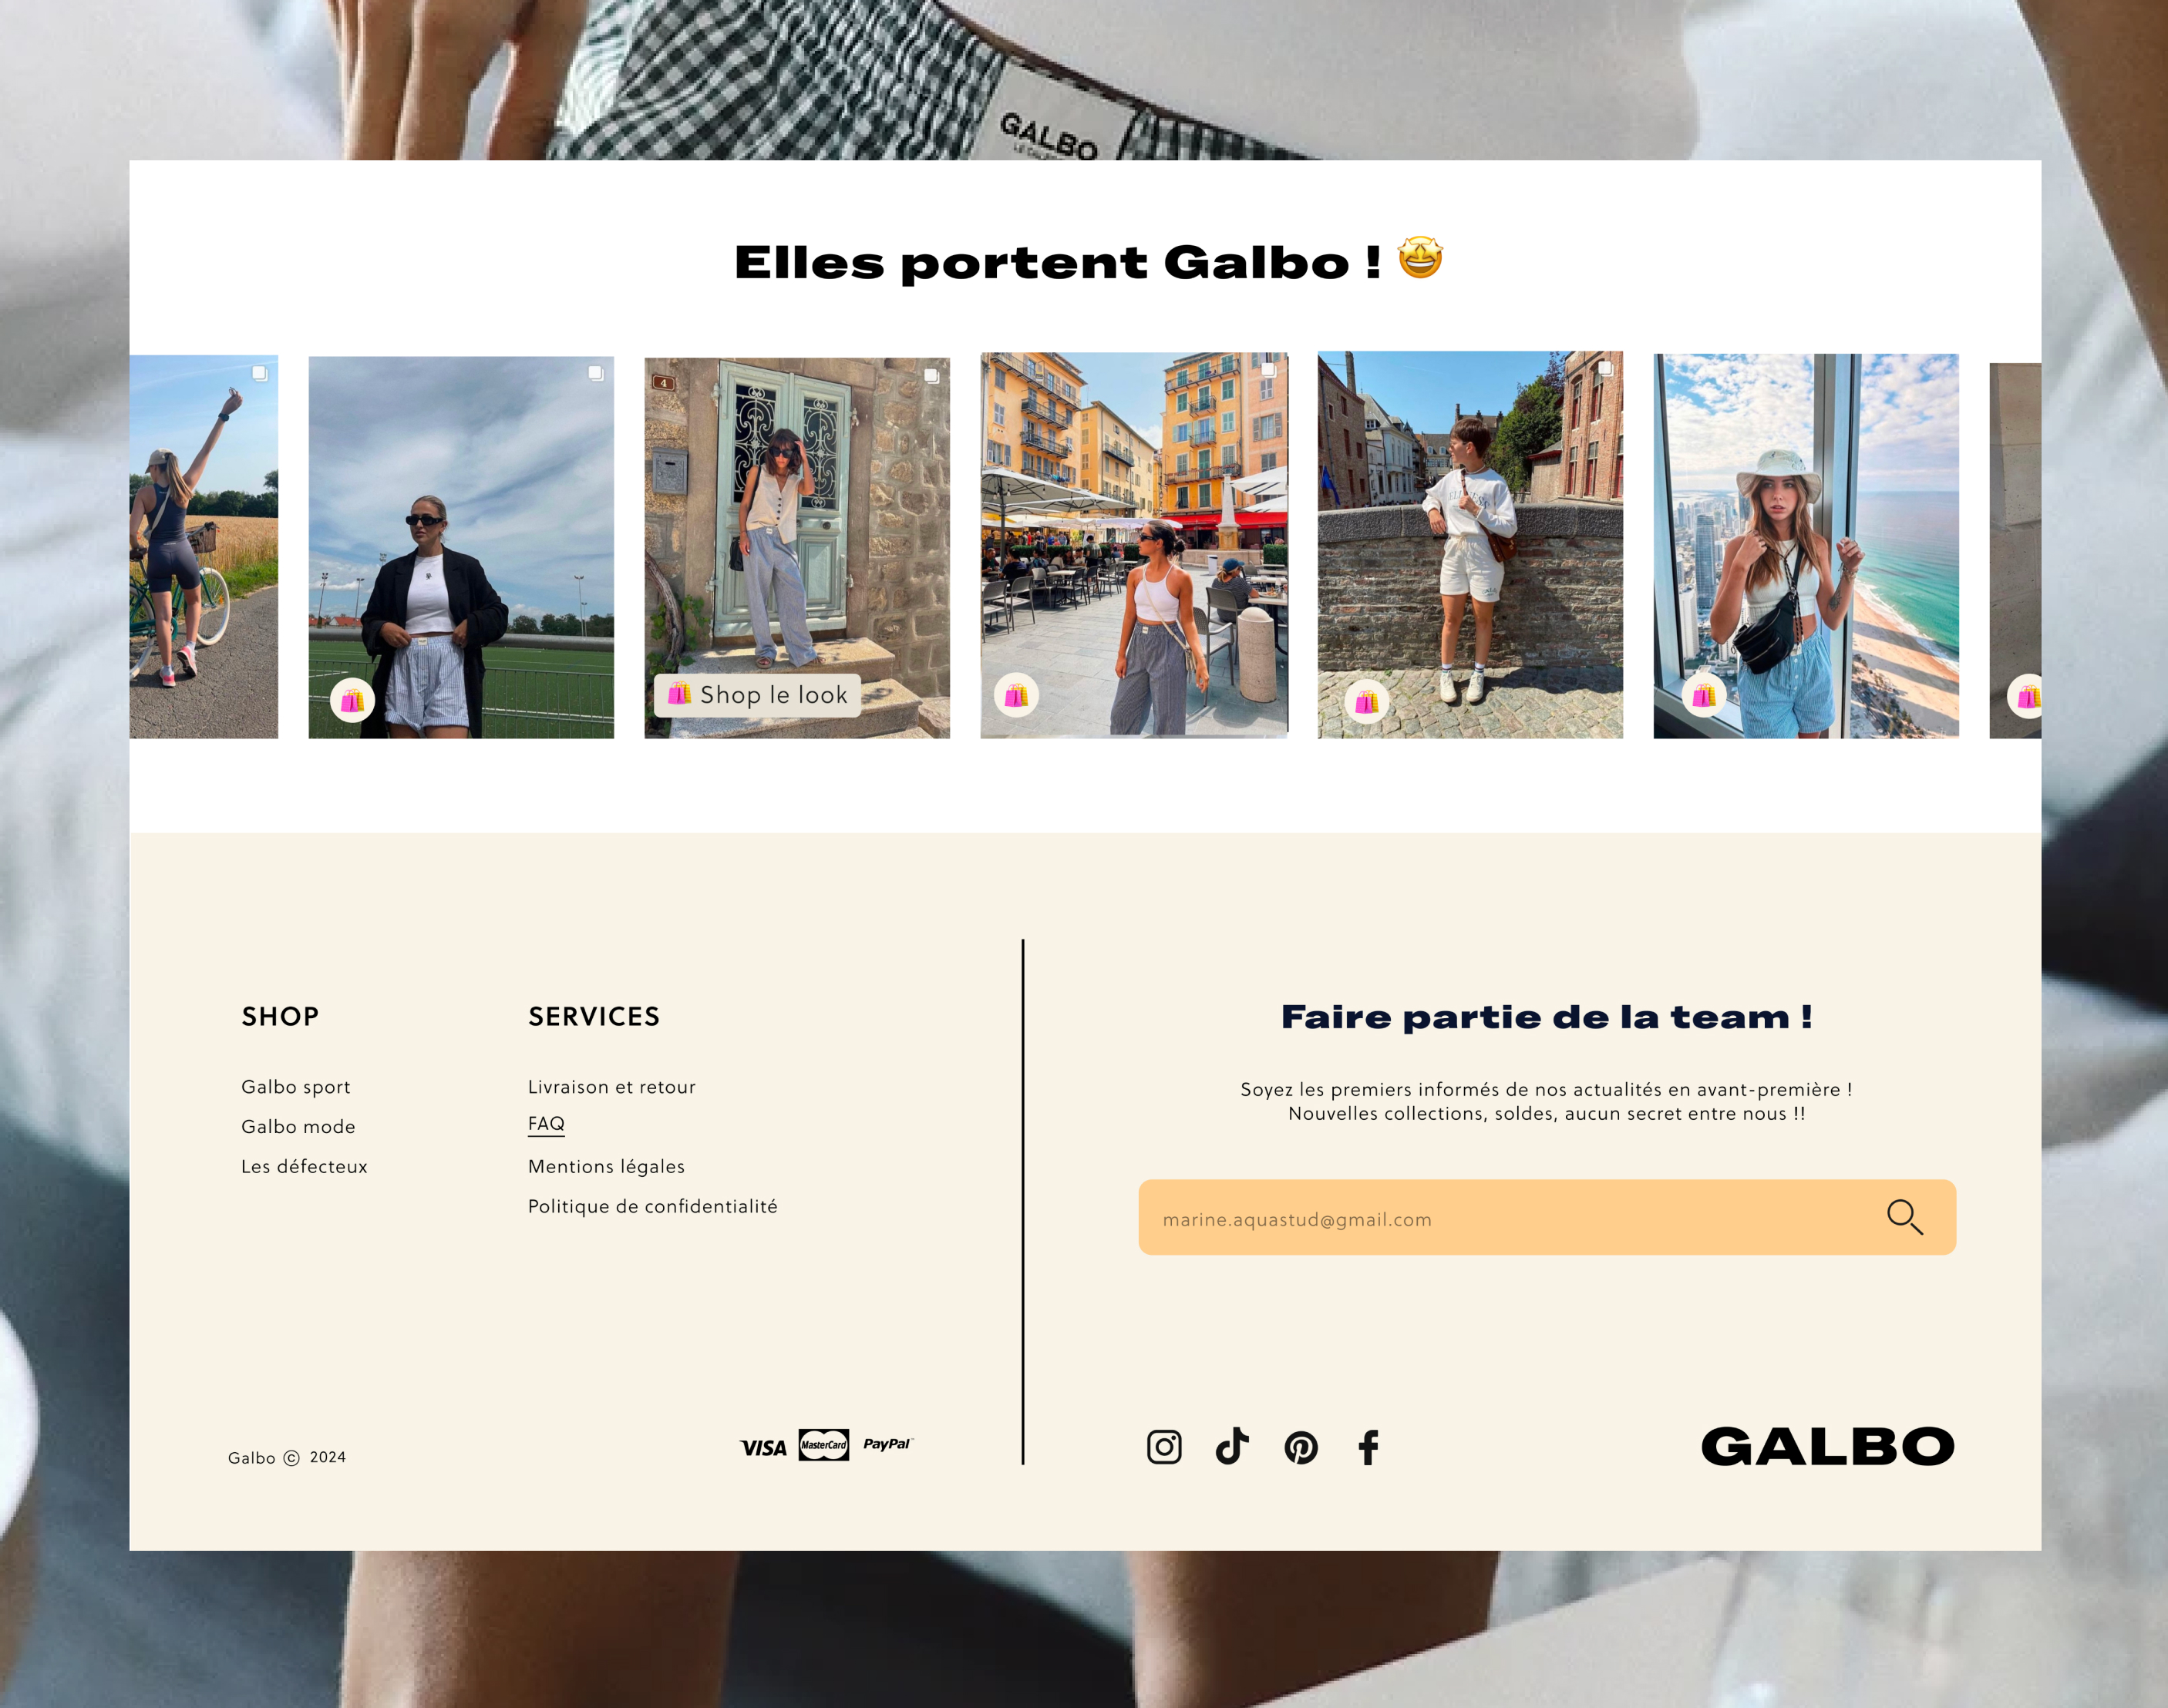 GALBO
Elles portent Galbo ! 🤩
4
Shop le look
SHOP
Galbo sport
Galbo mode
Les défecteux
SERVICES
Livraison et retour
FAQ
Mentions légales
Politique de confidentialité
Faire partie de la team !
Soyez les premiers informés de nos actualités en avant-première !
Nouvelles collections, soldes, aucun secret entre nous !!
marine.aquastud@gmail.com
Galbo © 2024
VISA MasterCard PayPal
GALBO